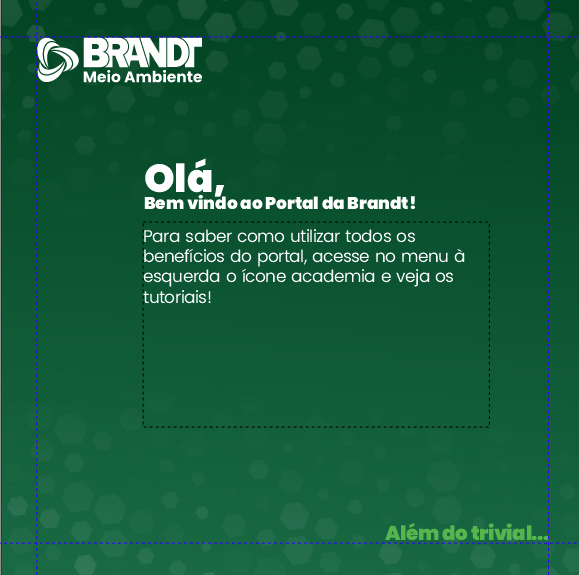 BRANDT
Meio Ambiente
Olá,
Bem vindo ao Portal da Brandt!
Para saber como utilizar todos os
benefícios do portal, acesse no menu à
esquerda o ícone academia e veja os
tutoriais!
Além do trivial...